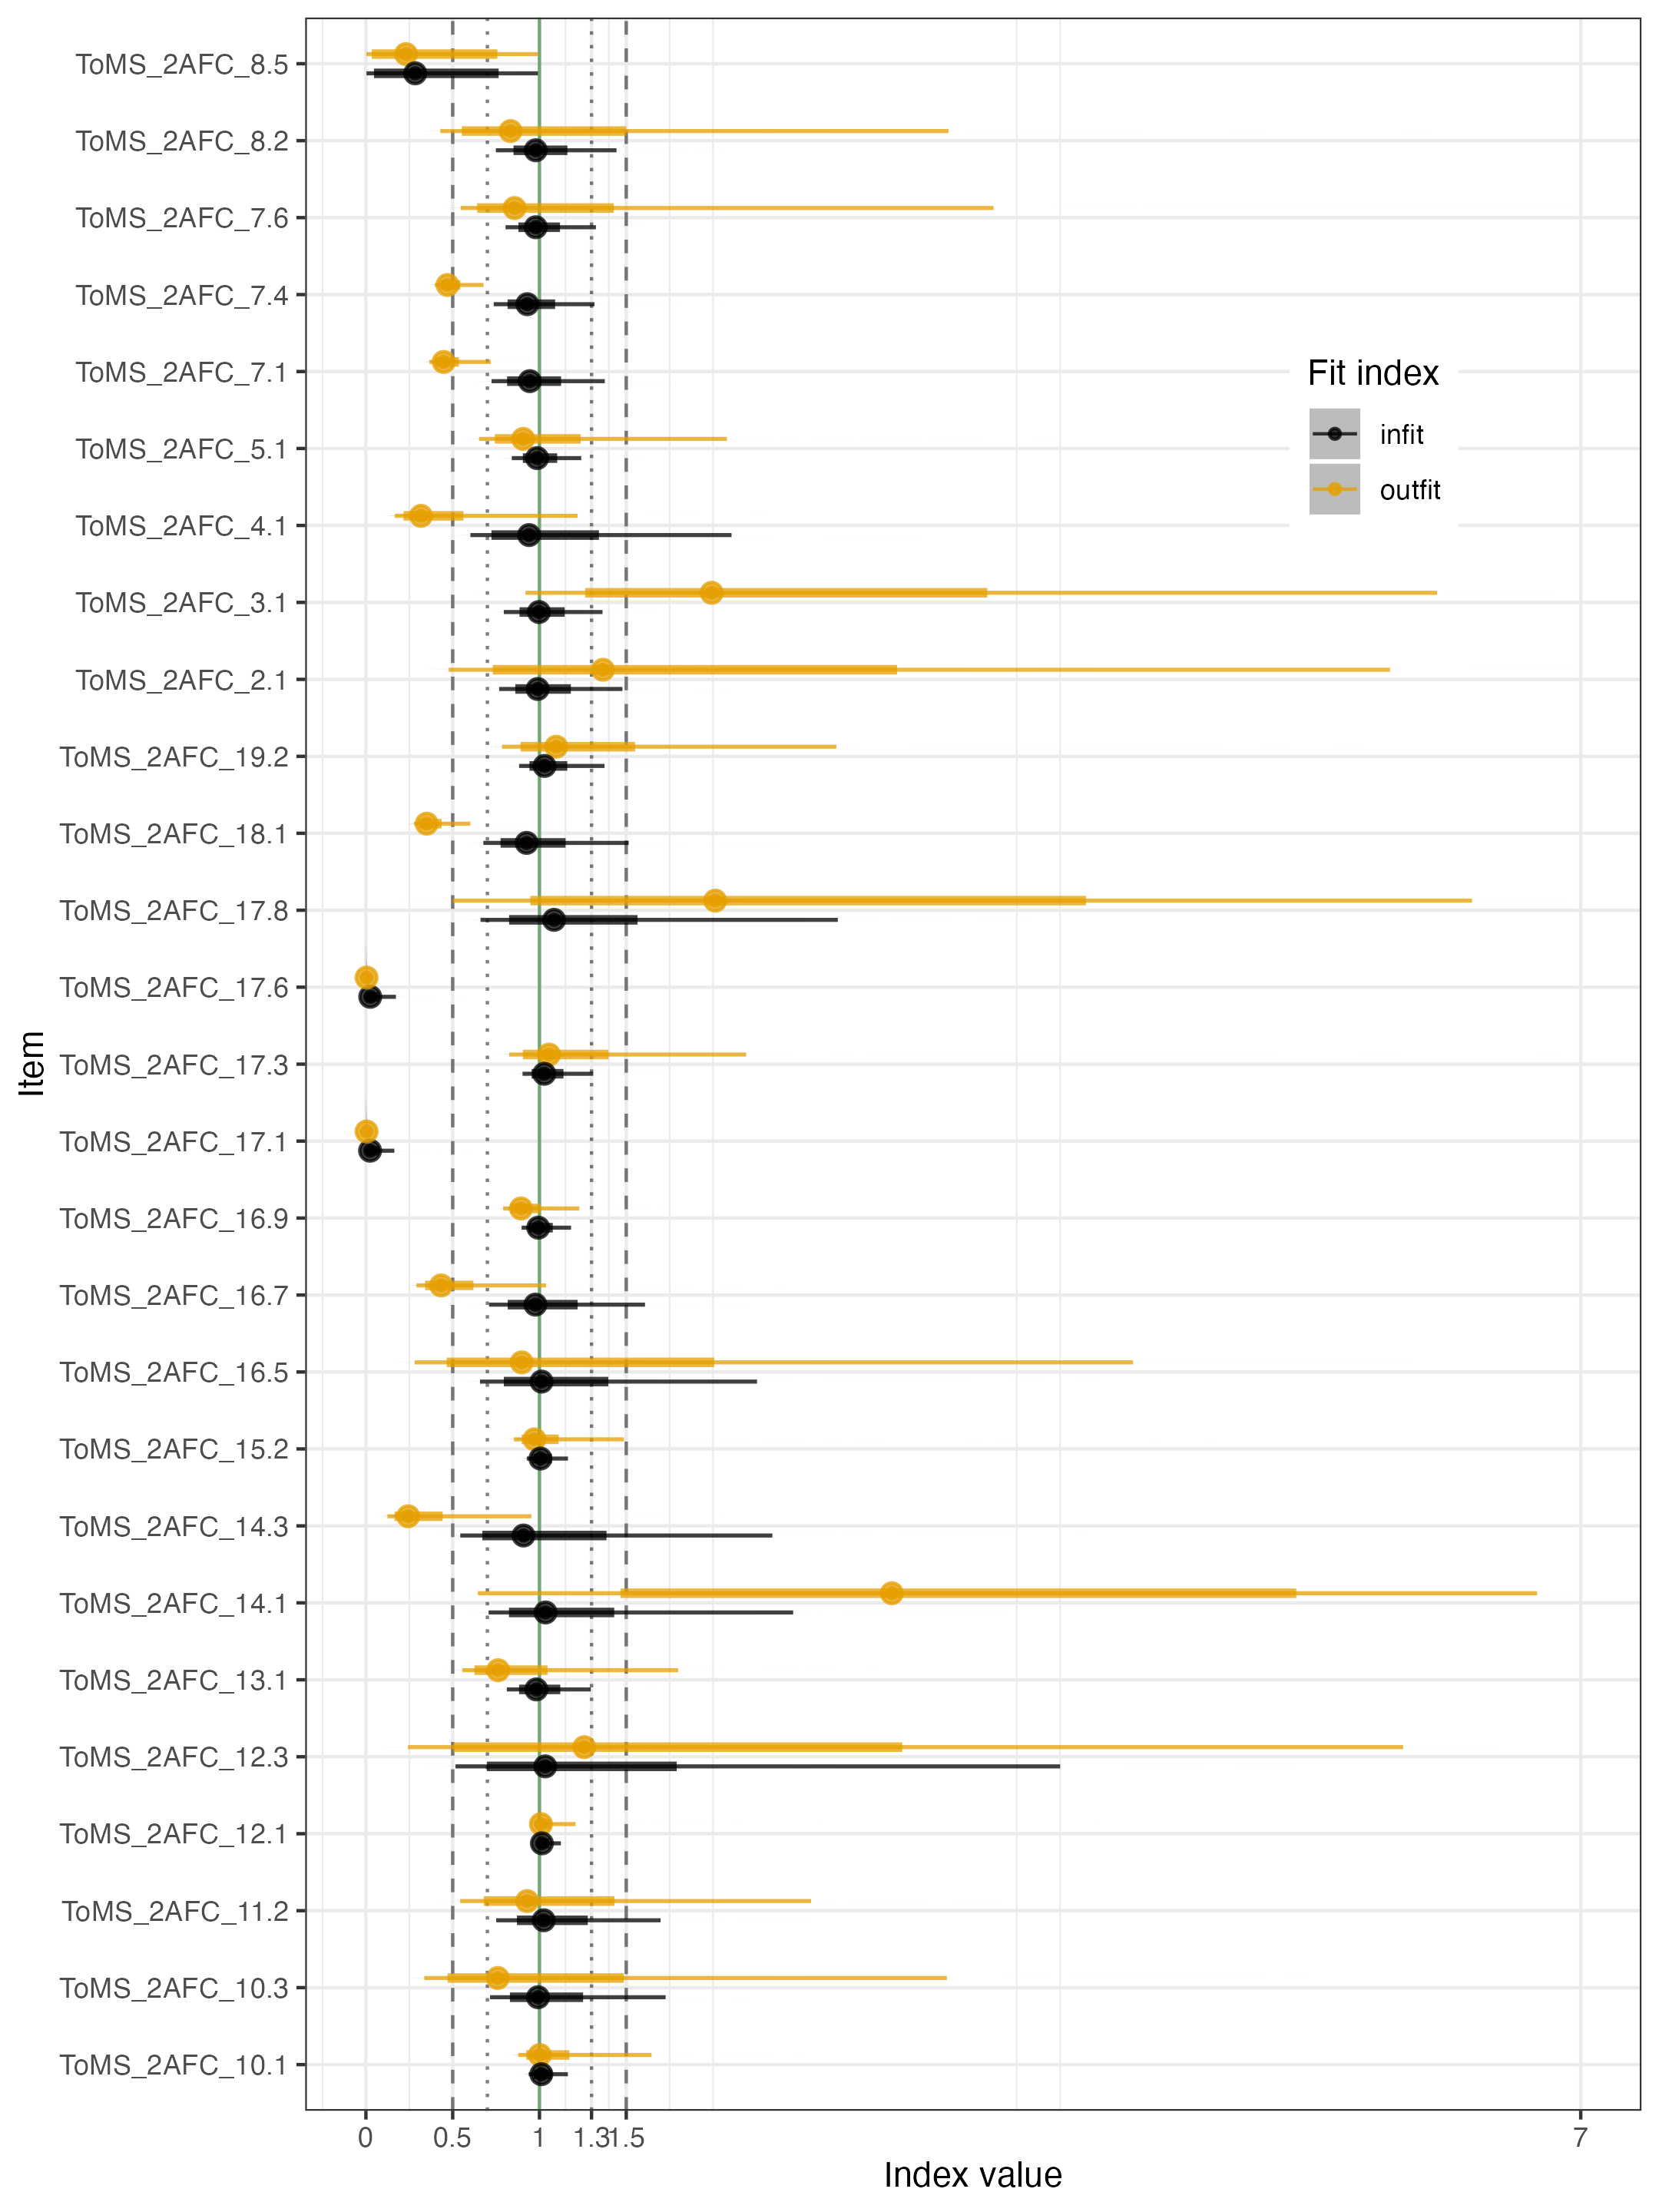 ToMS_2AFC_8.5
ToMS_2AFC_8.2
ToMS_2AFC_7.6
ToMS_2AFC_7.4
ToMS_2AFC_7.1
ToMS_2AFC_5.1
ToMS_2AFC_4.1
ToMS_2AFC_3.1
ToMS_2AFC_2.1
ToMS_2AFC_19.2
ToMS_2AFC_18.1
ToMS_2AFC_17.8
ToMS_2AFC_17.6
ToMS_2AFC_17.3
ToMS_2AFC_17.1
ToMS_2AFC_16.9
ToMS_2AFC_16.7
ToMS_2AFC_16.5
ToMS_2AFC_15.2
ToMS_2AFC_14.3
ToMS_2AFC_14.1
ToMS_2AFC_13.1
ToMS_2AFC_12.3
ToMS_2AFC_12.1
ToMS_2AFC_11.2
ToMS_2AFC_10.3
ToMS_2AFC_10.1
Item
Fit index
infit
outfit
0 0.5 1 1.3 1.5 7
Index value